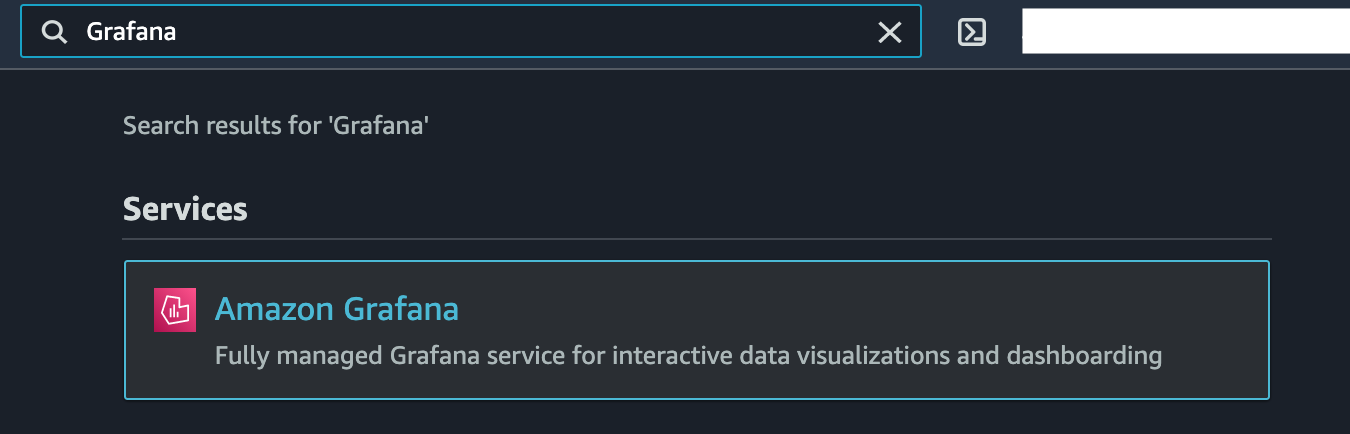 Grafana
Search results for 'Grafana'
Services
Amazon Grafana
Fully managed Grafana service for interactive data visualizations and dashboarding